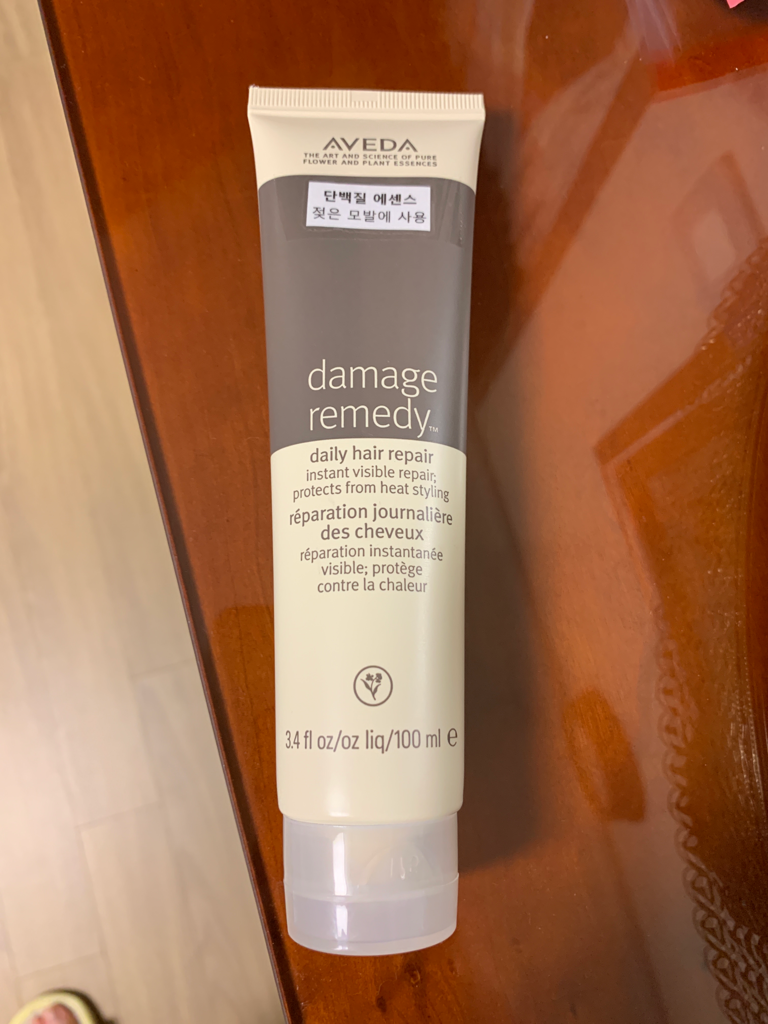 AVEDA
THE ART AND SCIENCE OF PURE
FLOWER AND PLANT ESSENCES
단백질 에센스
젖은 모발에 사용
damage
remedy™
daily hair repair
instant visible repair;
protects from heat styling
réparation journalière
des cheveux
réparation instantanée
visible; protège
contre la chaleur
3.4 fl oz/oz liq/100 ml ℮